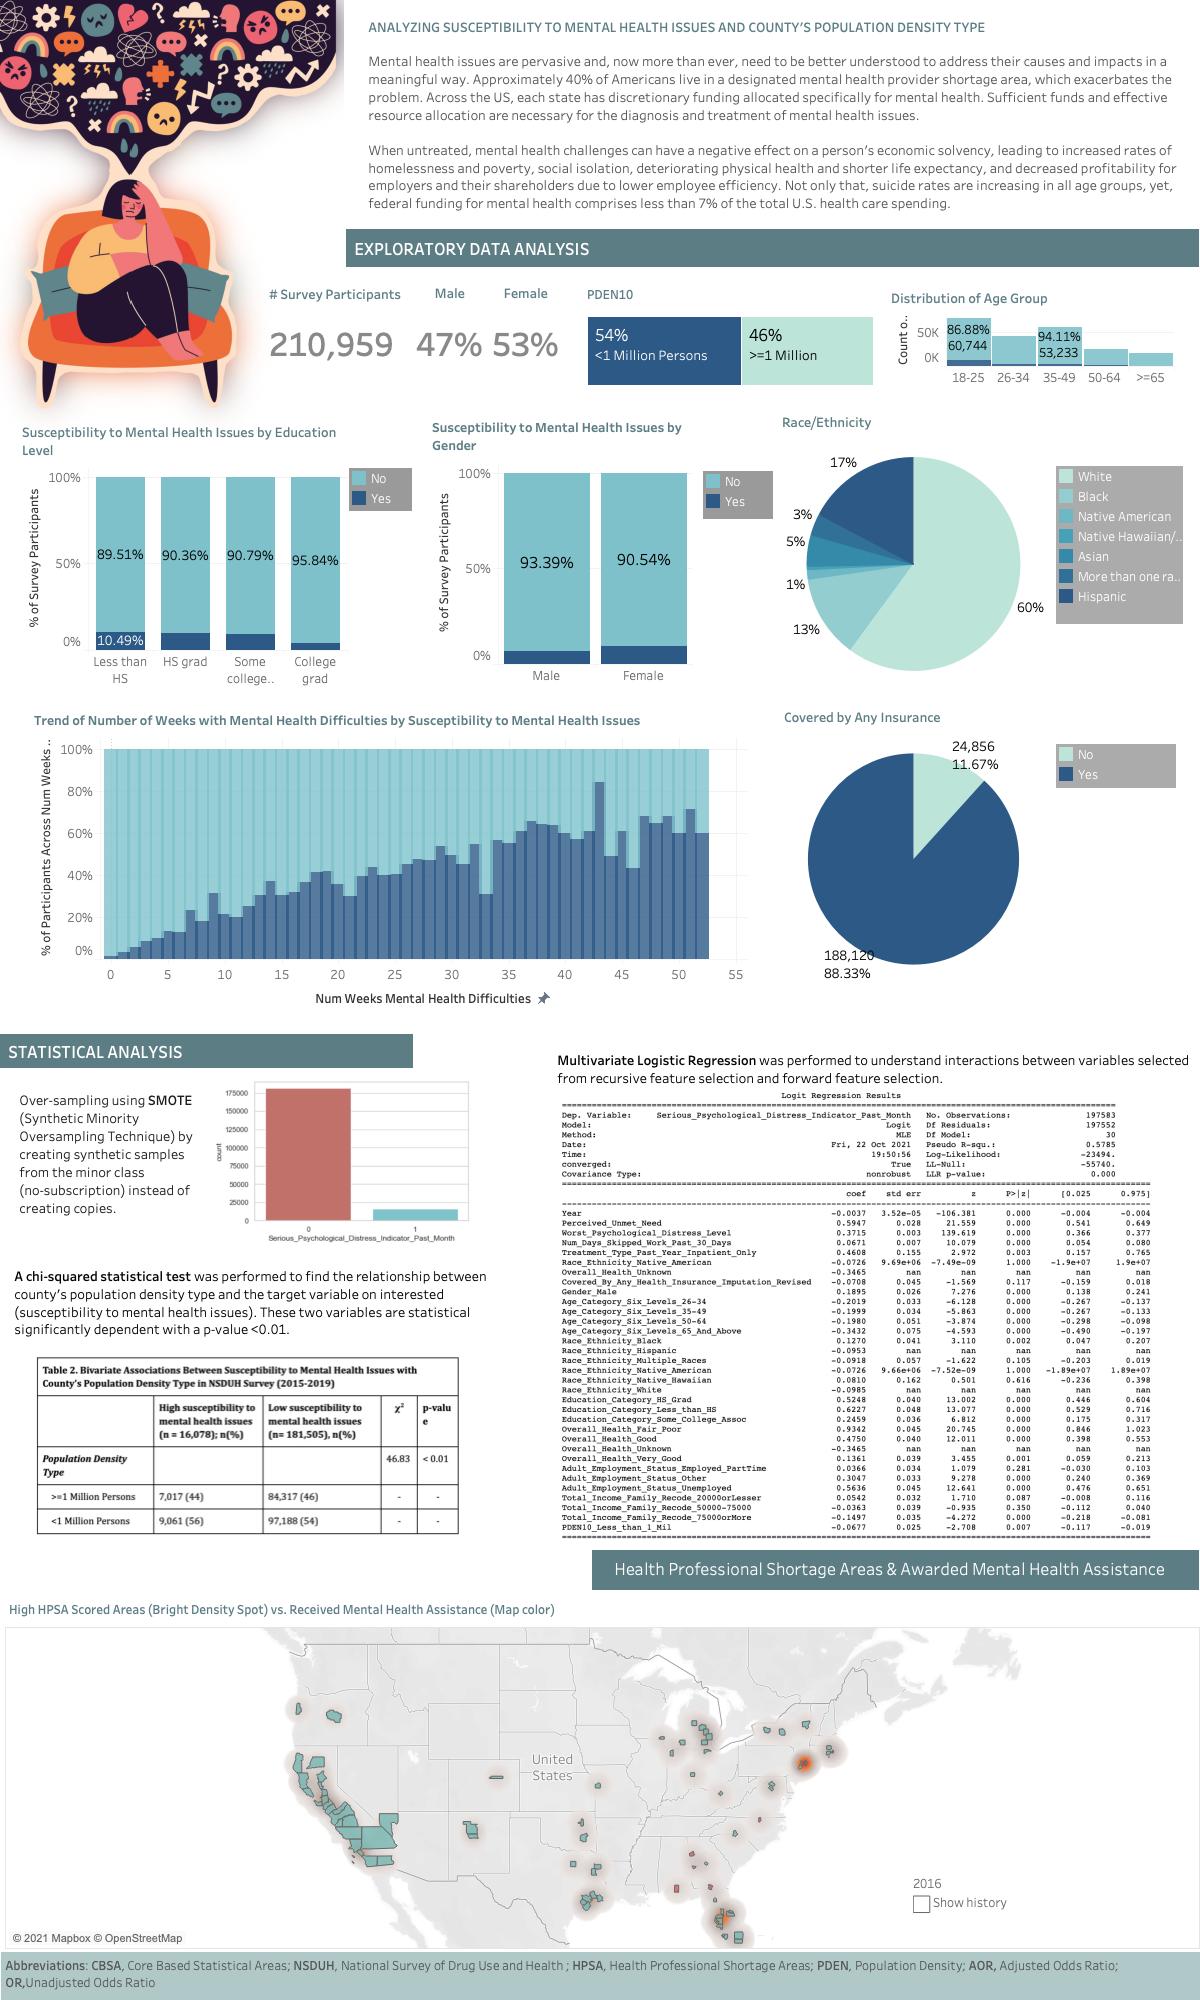 ANALYZING SUSCEPTIBILITY TO MENTAL HEALTH ISSUES AND COUNTY'S POPULATION DENSITY TYPE
Mental health issues are pervasive and, now more than ever, need to be better understood to address their causes and impacts in a
meaningful way. Approximately 40% of Americans live in a designated mental health provider shortage area, which exacerbates the
problem. Across the US, each state has discretionary funding allocated specifically for mental health. Sufficient funds and effective
resource allocation are necessary for the diagnosis and treatment of mental health issues.
When untreated, mental health challenges can have a negative effect on a person's economic solvency, leading to increased rates of
homelessness and poverty, social isolation, deteriorating physical health and shorter life expectancy, and decreased profitability for
employers and their shareholders due to lower employee efficiency. Not only that, suicide rates are increasing in all age groups, yet,
federal funding for mental health comprises less than 7% of the total U.S. health care spending.
EXPLORATORY DATA ANALYSIS
# Survey Participants Male Female
210,959 47% 53%
PDEN10
54% 46%
<1 Million Persons >=1 Million
Distribution of Age Group
Count o..
50K
0K
86.88% 94.11%
60,744 53,233
18-25 26-34 35-49 50-64 >=65
Susceptibility to Mental Health Issues by Education
Level
% of Survey Participants
100%
50%
0%
89.51% 90.36% 90.79% 95.84%
10.49%
Less than HS grad Some College
HS college.. grad
No
Yes
Susceptibility to Mental Health Issues by
Gender
% of Survey Participants
100%
50%
0%
93.39% 90.54%
Male Female
No
Yes
Race/Ethnicity
17%
3%
5%
1%
13%
60%
White
Black
Native American
Native Hawaiian/..
Asian
More than one ra..
Hispanic
Trend of Number of Weeks with Mental Health Difficulties by Susceptibility to Mental Health Issues
% of Participants Across Num Weeks ..
100%
80%
60%
40%
20%
0%
0 5 10 15 20 25 30 35 40 45 50 55
Num Weeks Mental Health Difficulties
Covered by Any Insurance
24,856
11.67%
188,120
88.33%
No
Yes
STATISTICAL ANALYSIS
Over-sampling using SMOTE
(Synthetic Minority
Oversampling Technique) by
creating synthetic samples
from the minor class
(no-subscription) instead of
creating copies.
count
175000
150000
125000
100000
75000
50000
25000
0
0 1
Serious_Psychological_Distress_Indicator_Past_Month
A chi-squared statistical test was performed to find the relationship between
county's population density type and the target variable on interested
(susceptibility to mental health issues). These two variables are statistical
significantly dependent with a p-value <0.01.
Table 2. Bivariate Associations Between Susceptibility to Mental Health Issues with
County's Population Density Type in NSDUH Survey (2015-2019)
High susceptibility to Low susceptibility to χ² p-valu
mental health issues mental health issues e
(n = 16,078); n(%) (n= 181,505), n(%)
Population Density 46.83 < 0.01
Type
>=1 Million Persons 7,017 (44) 84,317 (46) - -
<1 Million Persons 9,061 (56) 97,188 (54) - -
Multivariate Logistic Regression was performed to understand interactions between variables selected
from recursive feature selection and forward feature selection.
Logit Regression Results
Dep. Variable: Serious_Psychological_Distress_Indicator_Past_Month No. Observations: 197583
Model: Logit Df Residuals: 197552
Method: MLE Df Model: 30
Date: Fri, 22 Oct 2021 Pseudo R-squ.: 0.5785
Time: 19:50:56 Log-Likelihood: -23494.
converged: True LL-Null: -55740.
Covariance Type: nonrobust LLR p-value: 0.000
coef std err z P>|z| [0.025 0.975]
Year -0.0037 3.52e-05 -106.381 0.000 -0.004 -0.004
Perceived_Unmet_Need 0.5947 0.028 21.559 0.000 0.541 0.649
Worst_Psychological_Distress_Level 0.3715 0.003 139.619 0.000 0.366 0.377
Num_Days_Skipped_Work_Past_30_Days 0.0671 0.007 10.079 0.000 0.054 0.080
Treatment_Type_Past_Year_Inpatient_Only 0.4608 0.155 2.972 0.003 0.157 0.765
Race_Ethnicity_Native_American -0.0726 9.69e+06 -7.49e-09 1.000 -1.9e+07 1.9e+07
Overall_Health_Unknown -0.3465 nan nan nan nan nan
Covered_By_Any_Health_Insurance_Imputation_Revised -0.0708 0.045 -1.569 0.117 -0.159 0.018
Gender_Male 0.1895 0.026 7.276 0.000 0.138 0.241
Age_Category_Six_Levels_26-34 -0.2019 0.033 -6.128 0.000 -0.267 -0.137
Age_Category_Six_Levels_35-49 -0.1999 0.034 -5.863 0.000 -0.267 -0.133
Age_Category_Six_Levels_50-64 -0.1980 0.051 -3.874 0.000 -0.298 -0.098
Age_Category_Six_Levels_65_And_Above -0.3432 0.075 -4.593 0.000 -0.490 -0.197
Race_Ethnicity_Black 0.1270 0.041 3.110 0.002 0.047 0.207
Race_Ethnicity_Hispanic -0.0953 nan nan nan nan nan
Race_Ethnicity_Multiple_Races -0.0918 0.057 -1.622 0.105 -0.203 0.019
Race_Ethnicity_Native_American -0.0726 9.66e+06 -7.52e-09 1.000 -1.89e+07 1.89e+07
Race_Ethnicity_Native_Hawaiian 0.0810 0.162 0.501 0.616 -0.236 0.398
Race_Ethnicity_White -0.0985 nan nan nan nan nan
Education_Category_HS_Grad 0.5248 0.040 13.002 0.000 0.446 0.604
Education_Category_Less_than_HS 0.6227 0.048 13.077 0.000 0.529 0.716
Education_Category_Some_College_Assoc 0.2459 0.036 6.812 0.000 0.175 0.317
Overall_Health_Fair_Poor 0.9342 0.045 20.745 0.000 0.846 1.023
Overall_Health_Good 0.4750 0.040 12.011 0.000 0.398 0.553
Overall_Health_Unknown -0.3465 nan nan nan nan nan
Overall_Health_Very_Good 0.1361 0.039 3.455 0.001 0.059 0.213
Adult_Employment_Status_Employed_PartTime 0.0366 0.034 1.079 0.281 -0.030 0.103
Adult_Employment_Status_Other 0.3047 0.033 9.278 0.000 0.240 0.369
Adult_Employment_Status_Unemployed 0.5636 0.045 12.641 0.000 0.476 0.651
Total_Income_Family_Recode_20000orLesser 0.0542 0.032 1.710 0.087 -0.008 0.116
Total_Income_Family_Recode_50000-75000 -0.0363 0.039 -0.935 0.350 -0.112 0.040
Total_Income_Family_Recode_75000orMore -0.1497 0.035 -4.272 0.000 -0.218 -0.081
PDEN10_Less_than_1_Mil -0.0677 0.025 -2.708 0.007 -0.117 -0.019
Health Professional Shortage Areas & Awarded Mental Health Assistance
High HPSA Scored Areas (Bright Density Spot) vs. Received Mental Health Assistance (Map color)
United
States
2016
Show history
© 2021 Mapbox © OpenStreetMap
Abbreviations: CBSA, Core Based Statistical Areas; NSDUH, National Survey of Drug Use and Health ; HPSA, Health Professional Shortage Areas; PDEN, Population Density; AOR, Adjusted Odds Ratio;
OR,Unadjusted Odds Ratio